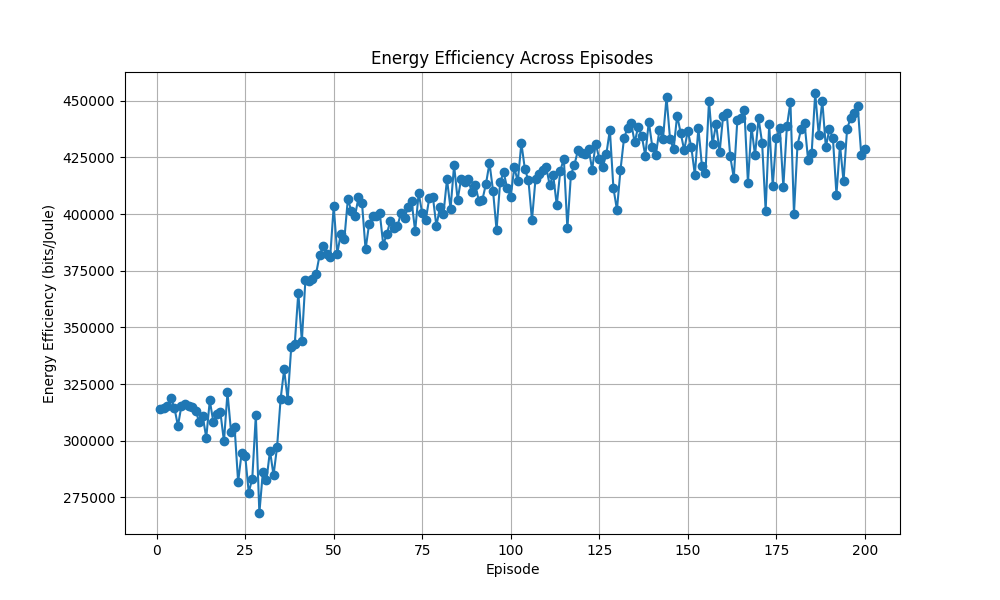 Energy Efficiency Across Episodes
Energy Efficiency (bits/Joule)
450000
425000
400000
375000
350000
325000
300000
275000
0 25 50 75 100 125 150 175 200
Episode